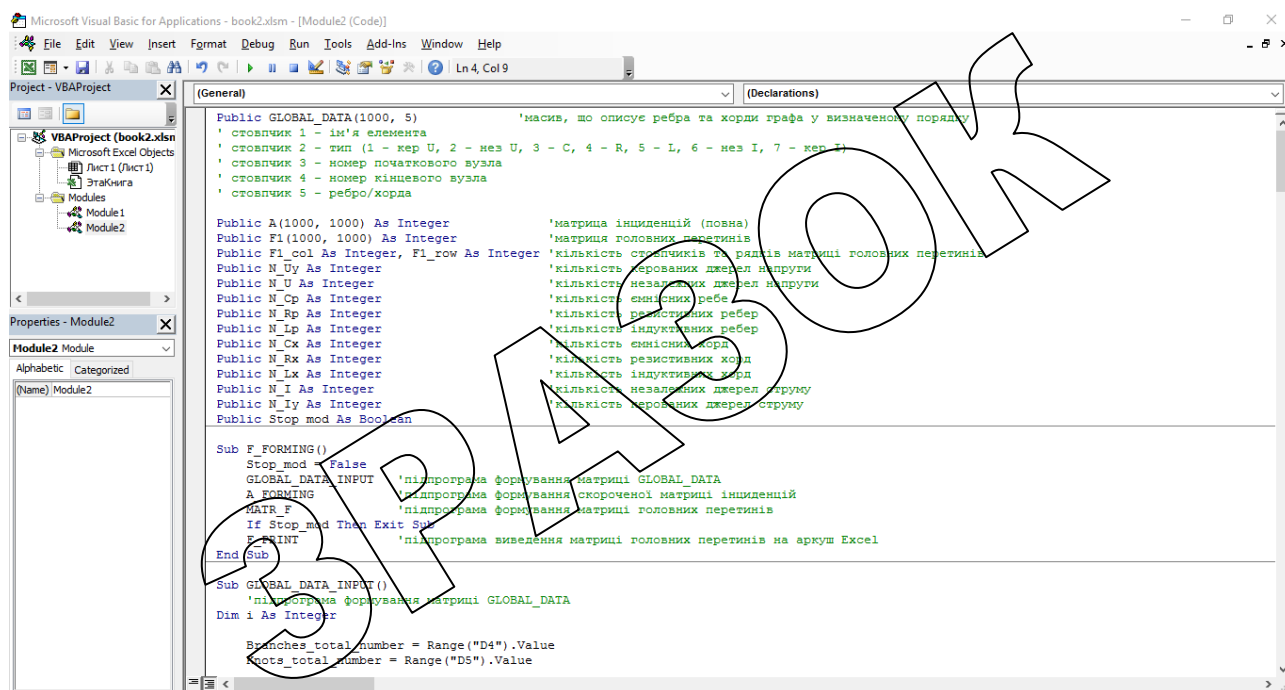 Microsoft Visual Basic for Applications - book2.xlsm - [Module2 (Code)]
File Edit View Insert Format Debug Run Tools Add-Ins Window Help
Ln 4, Col 9
Project - VBAProject
VBAProject (book2.xlsm
Microsoft Excel Objects
Лист1 (Лист1)
ЭтаКнига
Modules
Module1
Module2
Properties - Module2
Module2 Module
Alphabetic Categorized
(Name) Module2
(General) (Declarations)
Public GLOBAL_DATA(1000, 5) 'масив, що описує ребра та хорди графа у визначеному порядку
' стовпчик 1 - ім'я елемента
' стовпчик 2 - тип (1 - кер U, 2 - нез U, 3 - C, 4 - R, 5 - L, 6 - нез I, 7 - кер I)
' стовпчик 3 - номер початкового вузла
' стовпчик 4 - номер кінцевого вузла
' стовпчик 5 - ребро/хорда
Public A(1000, 1000) As Integer 'матрица інциденцій (повна)
Public F1(1000, 1000) As Integer 'матриця головних перетинів
Public F1_col As Integer, F1_row As Integer 'кількість стовпчиків та рядків матриці головних перетинів
Public N_Uy As Integer 'кількість керованих джерел напруги
Public N_U As Integer 'кількість незалежних джерел напруги
Public N_Cp As Integer 'кількість ємнісних ребер
Public N_Rp As Integer 'кількість резистивних ребер
Public N_Lp As Integer 'кількість індуктивних ребер
Public N_Cx As Integer 'кількість ємнісних хорд
Public N_Rx As Integer 'кількість резистивних хорд
Public N_Lx As Integer 'кількість індуктивних хорд
Public N_I As Integer 'кількість незалежних джерел струму
Public N_Iy As Integer 'кількість керованих джерел струму
Public Stop_mod As Boolean
Sub F_FORMING()
Stop_mod = False
GLOBAL_DATA_INPUT 'підпрограма формування матриці GLOBAL_DATA
A_FORMING 'підпрограма формування скороченої матриці інциденцій
MATR_F 'підпрограма формування матриці головних перетинів
If Stop_mod Then Exit Sub
F_PRINT 'підпрограма виведення матриці головних перетинів на аркуш Excel
End Sub
Sub GLOBAL_DATA_INPUT()
'підпрограма формування матриці GLOBAL_DATA
Dim i As Integer
Branches_total_number = Range("D4").Value
Knots_total_number = Range("D5").Value
ЗРАЗОК